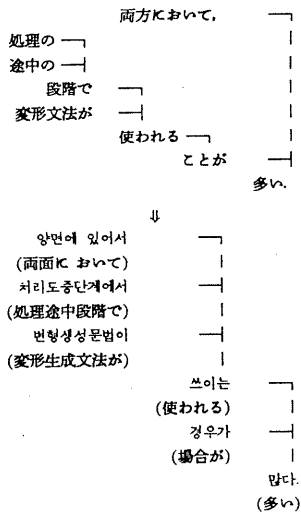 両方において,
処理の
途中の
段階で
変形文法が
使われる
ことが
多い.
⇓
양면에 있어서
(両面において)
처리도중단계에서
(処理途中段階で)
변형생성문법이
(変形生成文法が)
쓰이는
(使われる)
경우가
(場合が)
많다.
(多い)